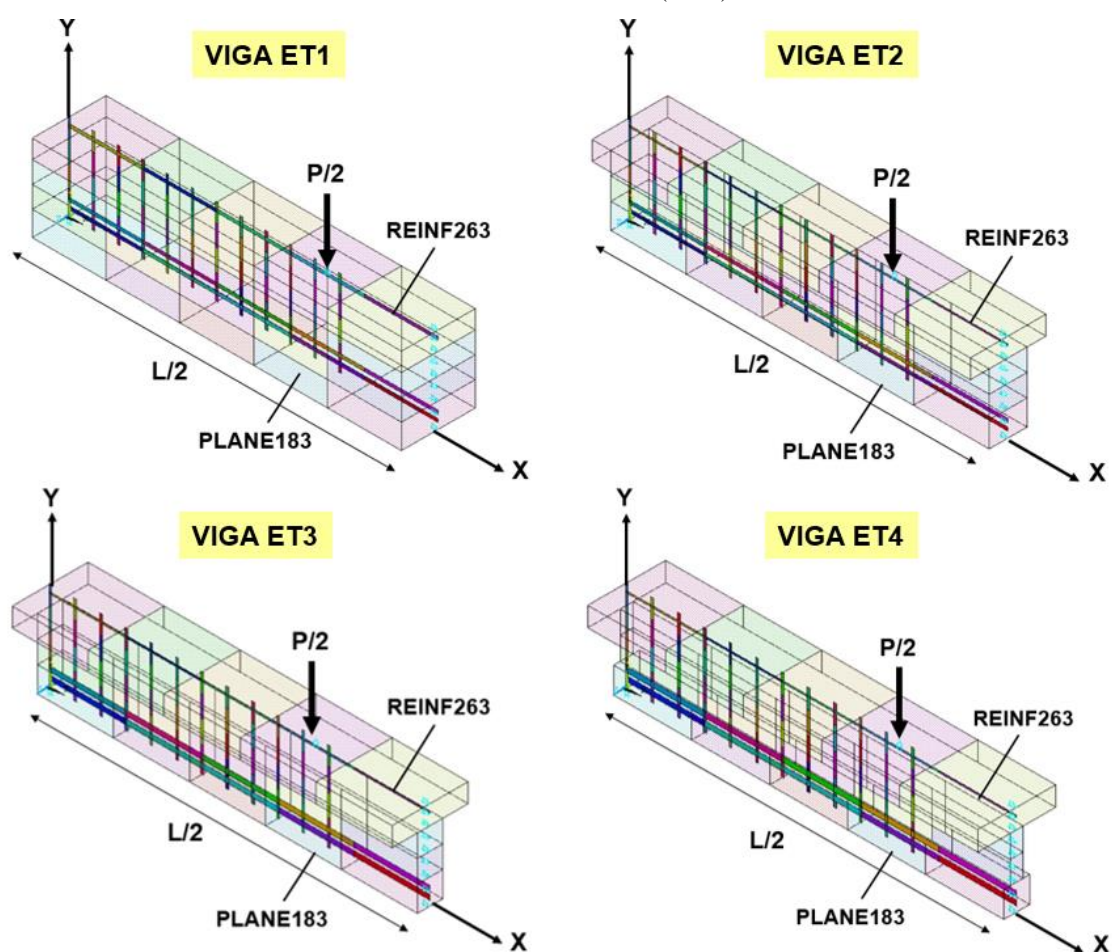 VIGA ET1
Y
P/2
REINF263
L/2
PLANE183
X
VIGA ET2
Y
P/2
REINF263
L/2
PLANE183
X
VIGA ET3
Y
P/2
REINF263
L/2
PLANE183
X
VIGA ET4
Y
P/2
REINF263
L/2
PLANE183
X